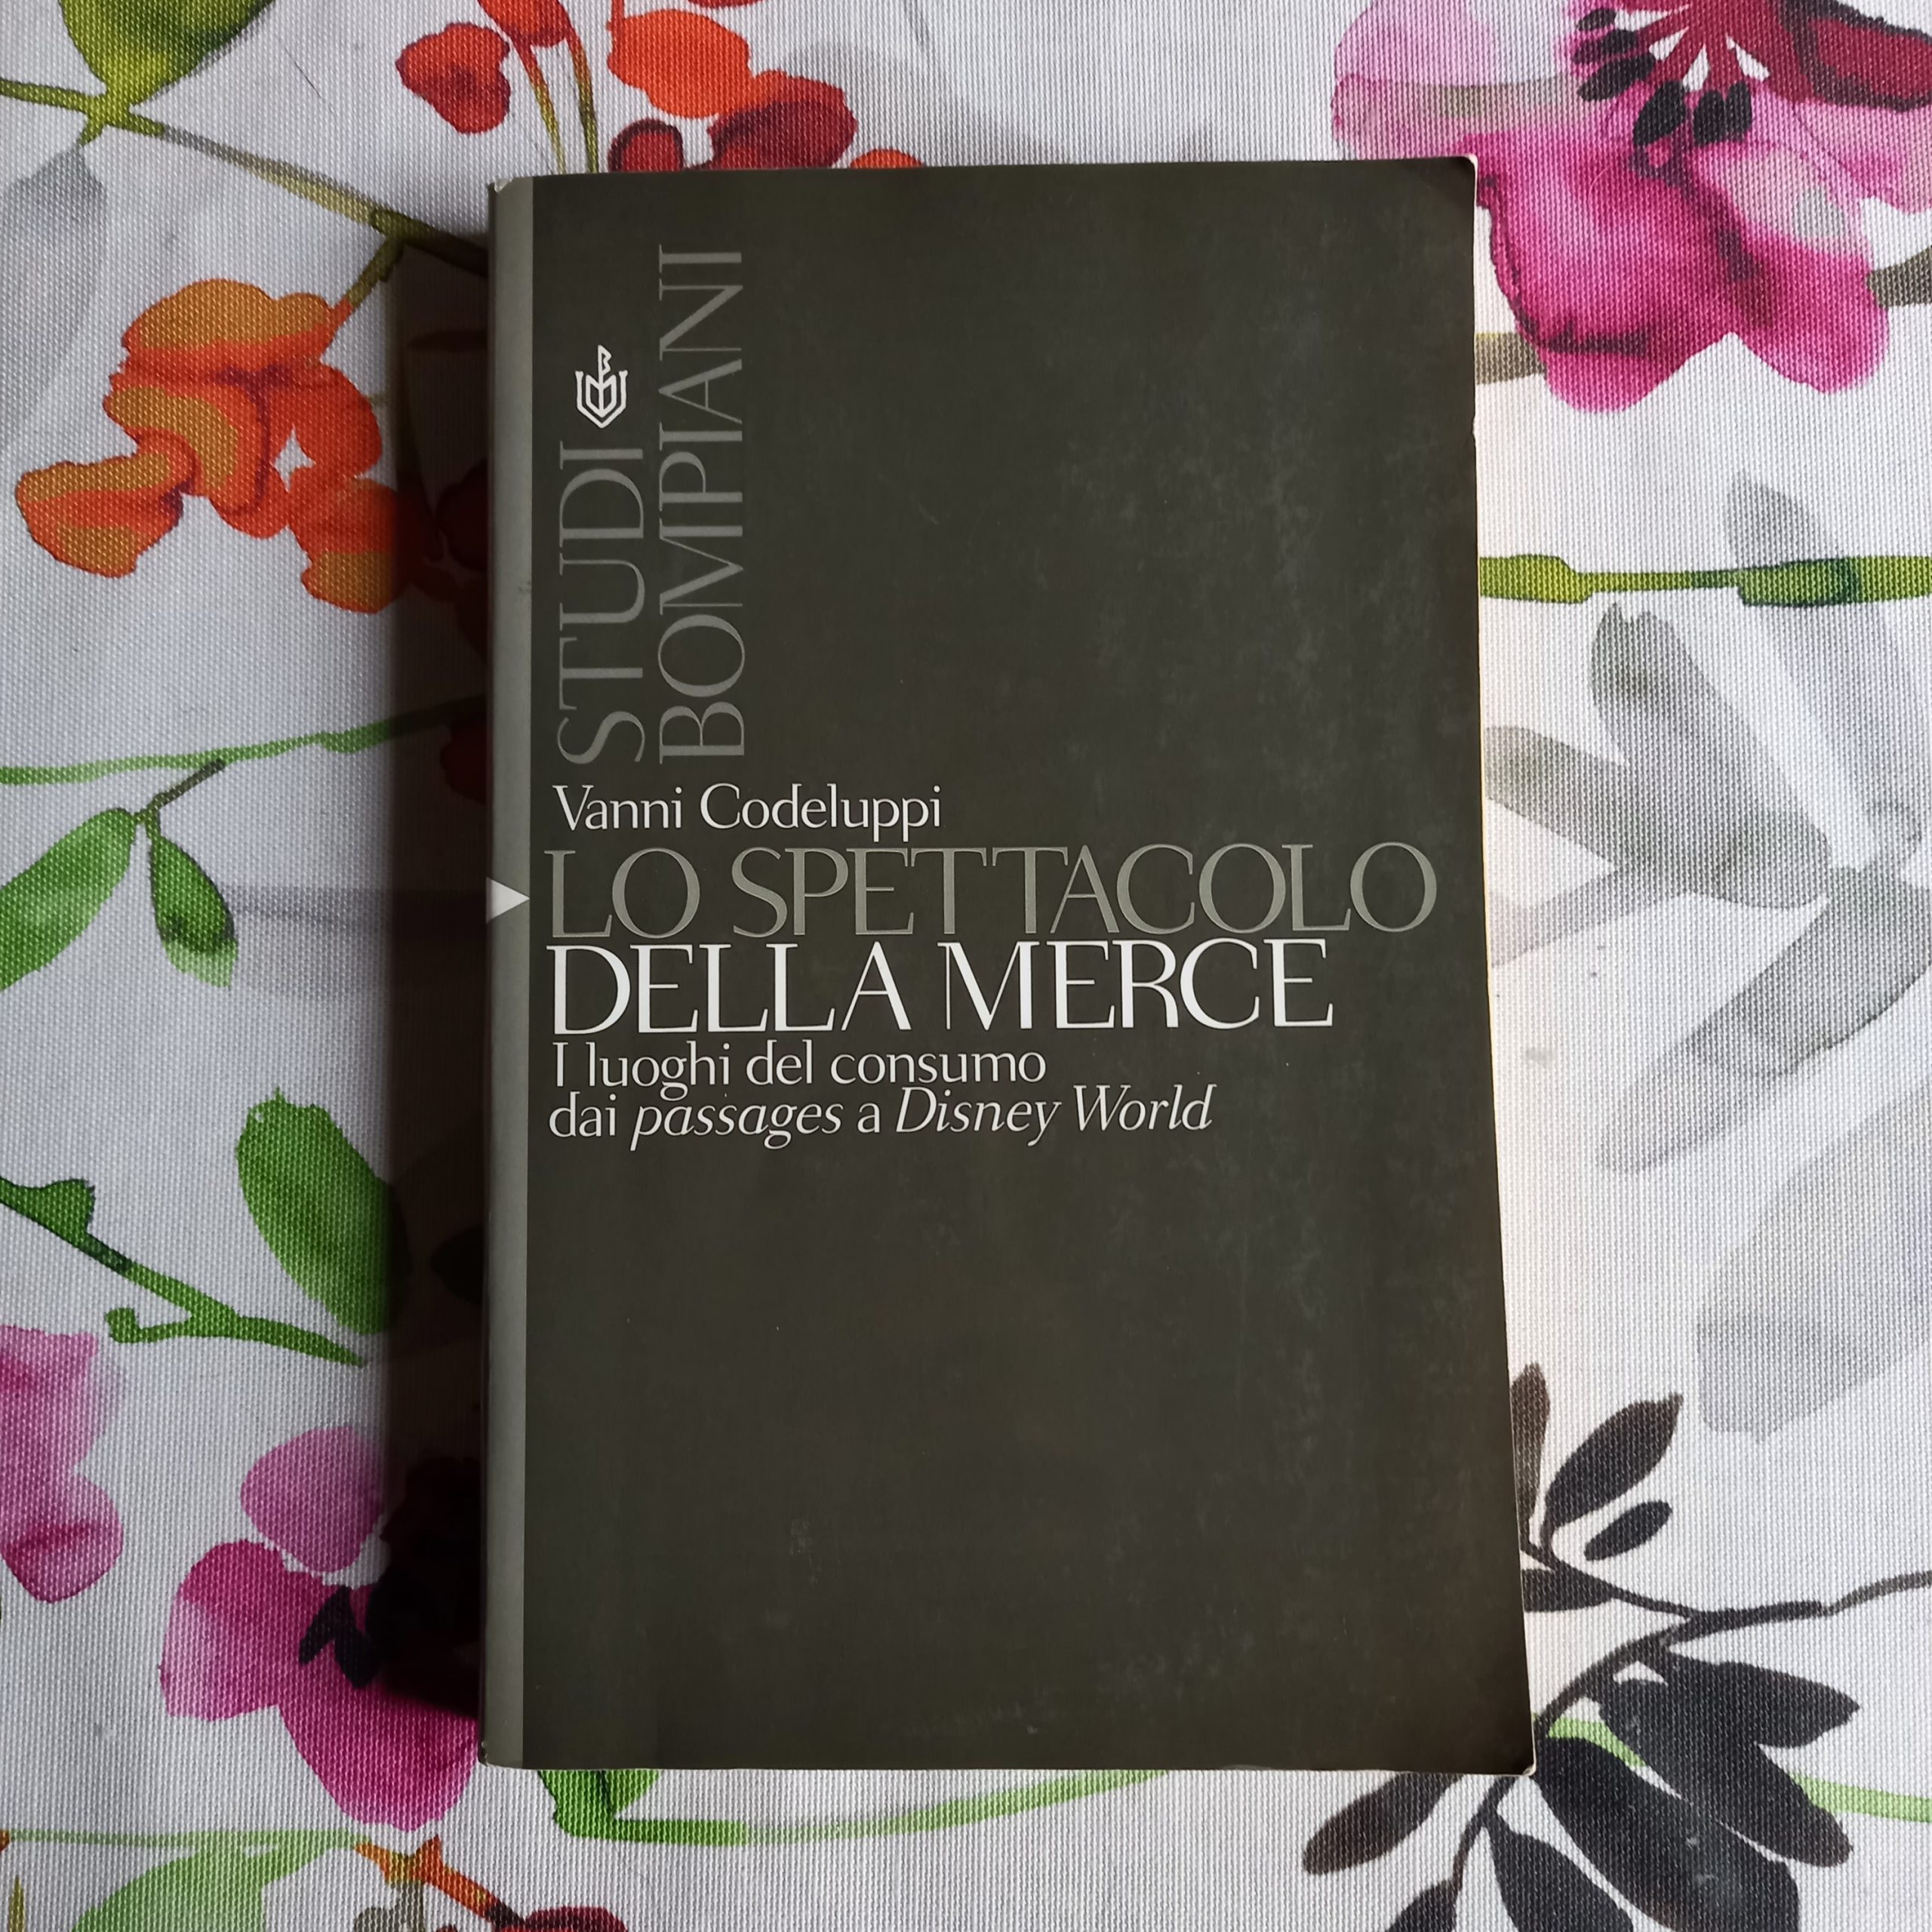 STUDI
BOMPIANI
Vanni Codeluppi
LO SPETTACOLO
DELLA MERCE
I luoghi del consumo
dai passages a Disney World